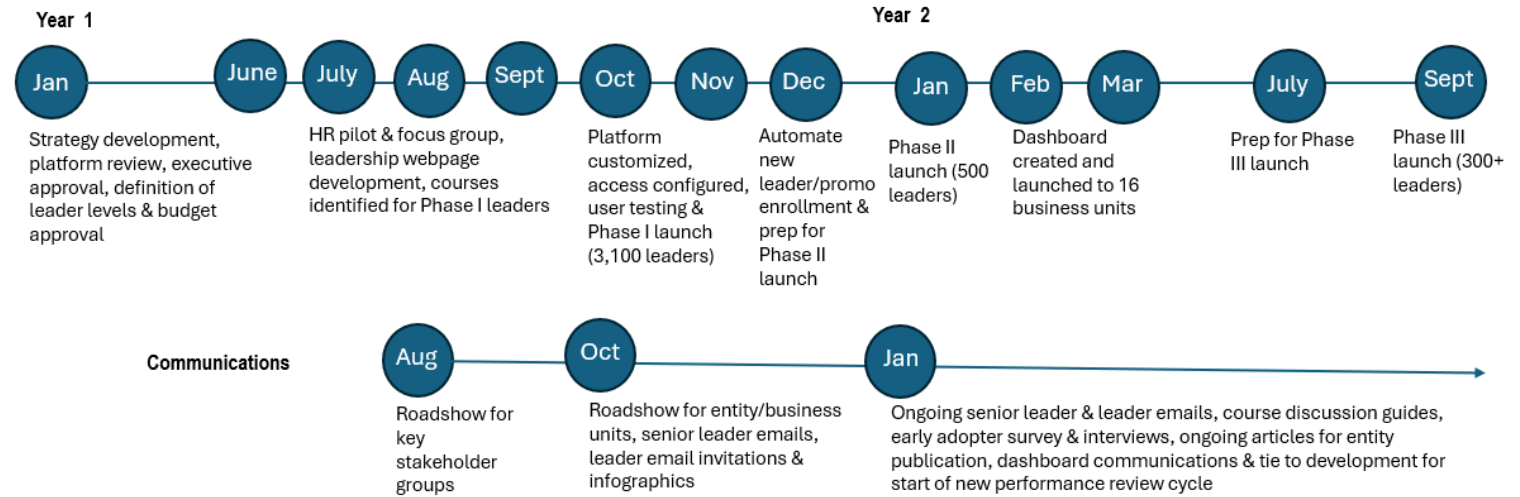 Year 1
Year 2
Jan
June
July
Aug
Sept
Oct
Nov
Dec
Jan
Feb
Mar
July
Sept
Strategy development,
platform review, executive
approval, definition of
leader levels & budget
approval
HR pilot & focus group,
leadership webpage
development, courses
identified for Phase I leaders
Platform
customized,
access configured,
user testing &
Phase I launch
(3,100 leaders)
Automate
new
leader/promo
enrollment &
prep for
Phase II
launch
Phase II
launch (500
leaders)
Dashboard
created and
launched to 16
business units
Prep for Phase
III launch
Phase III
launch (300+
leaders)
Communications
Aug
Oct
Jan
Roadshow for
key
stakeholder
groups
Roadshow for entity/business
units, senior leader emails,
leader email invitations &
infographics
Ongoing senior leader & leader emails, course discussion guides,
early adopter survey & interviews, ongoing articles for entity
publication, dashboard communications & tie to development for
start of new performance review cycle